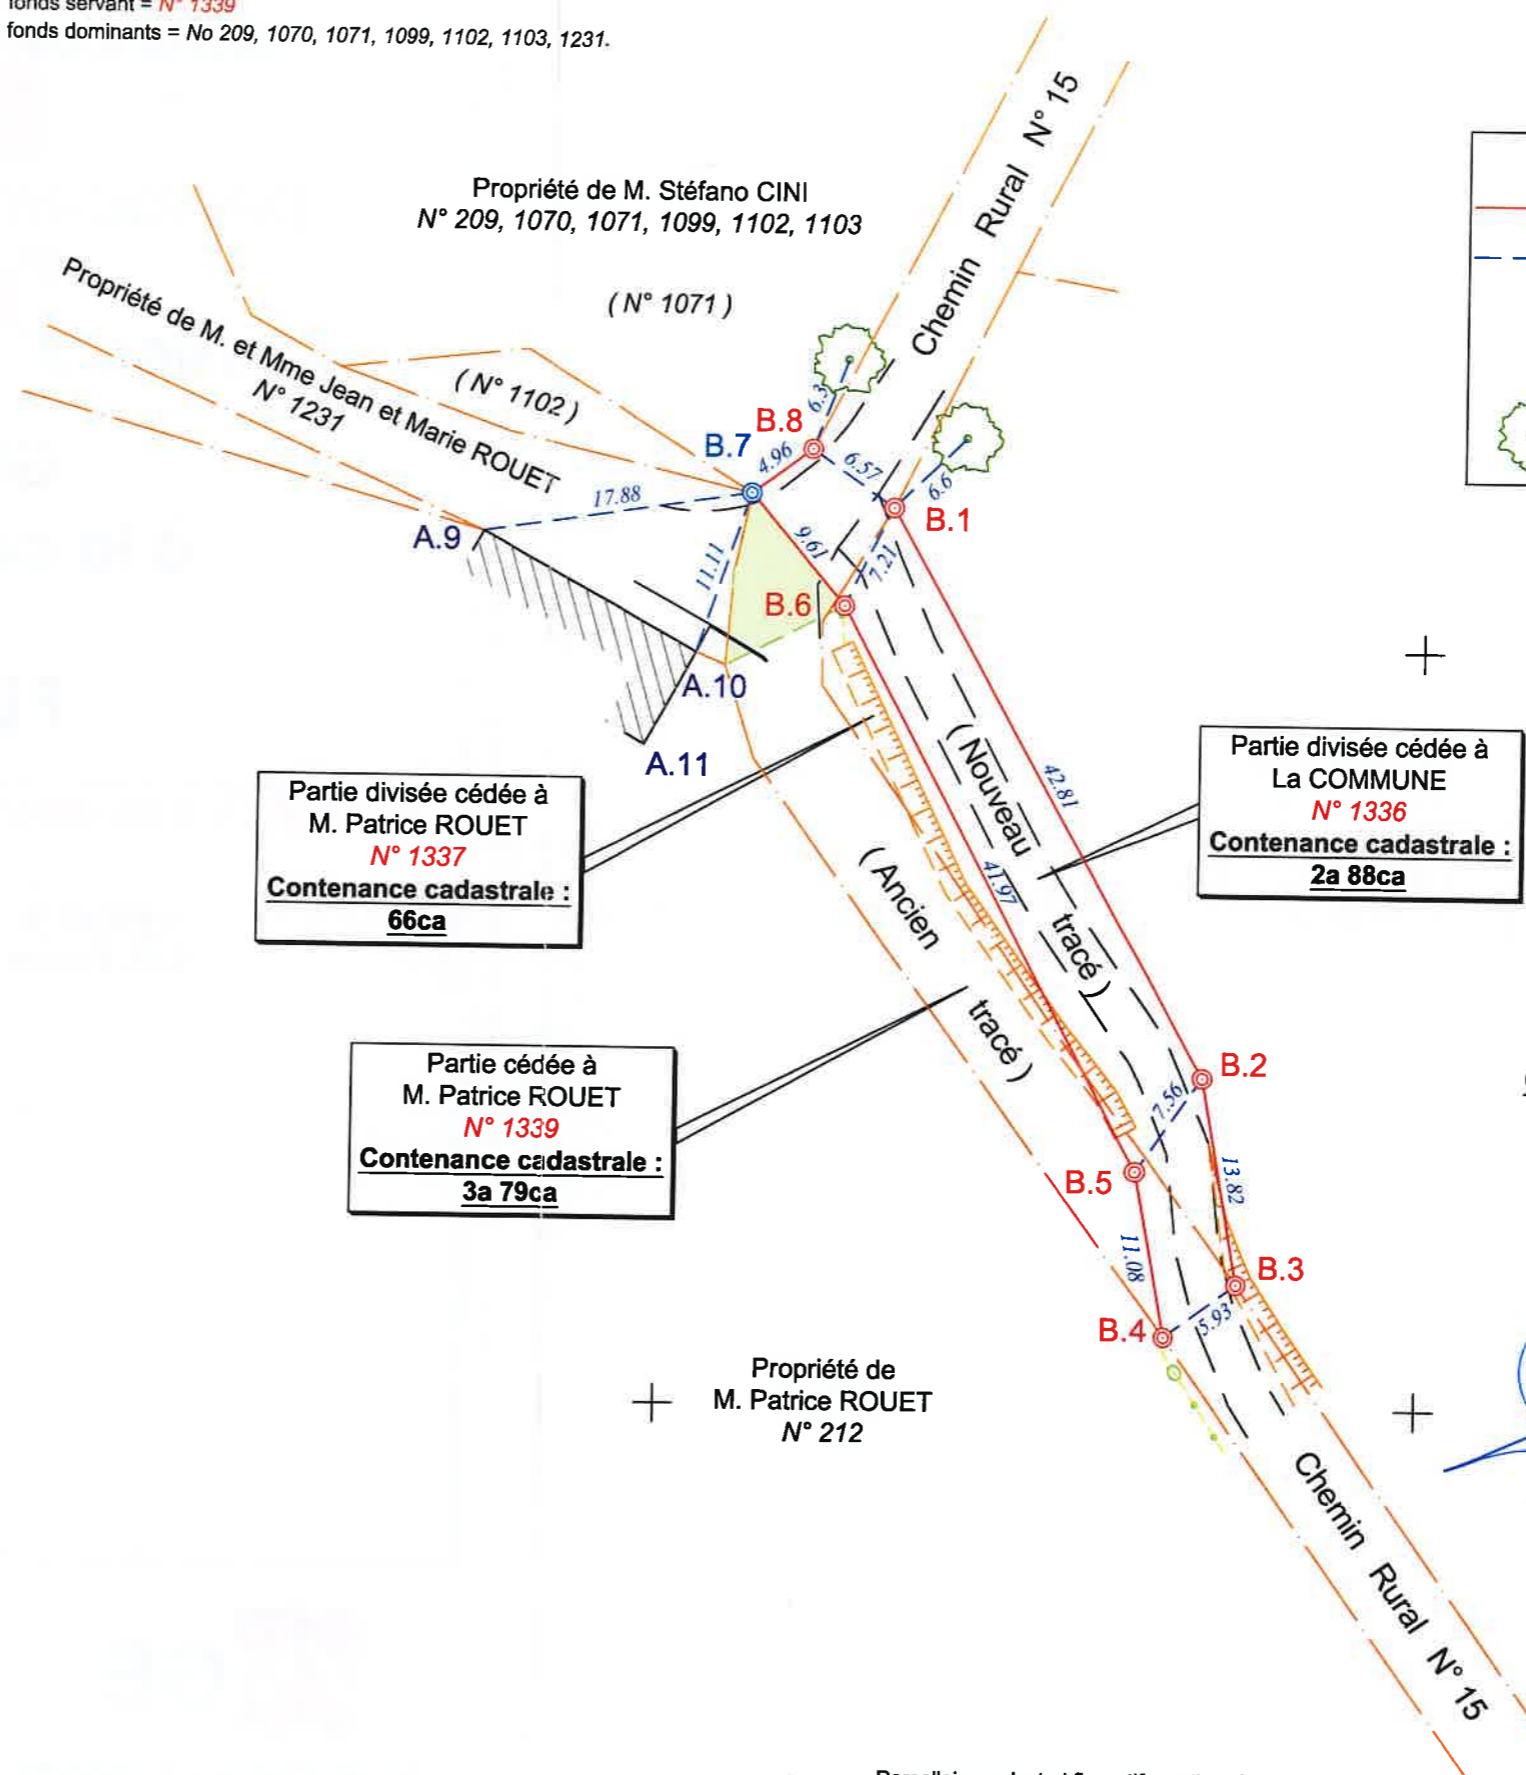 fonds servant = N° 1339
fonds dominants = No 209, 1070, 1071, 1099, 1102, 1103, 1231.
Chemin Rural N° 15
Propriété de M. Stéfano CINI
N° 209, 1070, 1071, 1099, 1102, 1103
( N° 1071 )
Propriété de M. et Mme Jean et Marie ROUET
N° 1231
( N° 1102 )
6.3
B.8
B.7
4.96
6.57
6.6
B.1
17.88
A.9
9.61
7.21
11.11
B.6
A.10
A.11
( Nouveau
tracé )
42.81
41.97
Partie divisée cédée à
La COMMUNE
N° 1336
Contenance cadastrale :
2a 88ca
Partie divisée cédée à
M. Patrice ROUET
N° 1337
Contenance cadastrale :
66ca
( Ancien
tracé )
Partie cédée à
M. Patrice ROUET
N° 1339
Contenance cadastrale :
3a 79ca
B.2
7.56
B.5
13.82
11.08
B.3
5.93
B.4
Propriété de
M. Patrice ROUET
N° 212
Chemin Rural N° 15